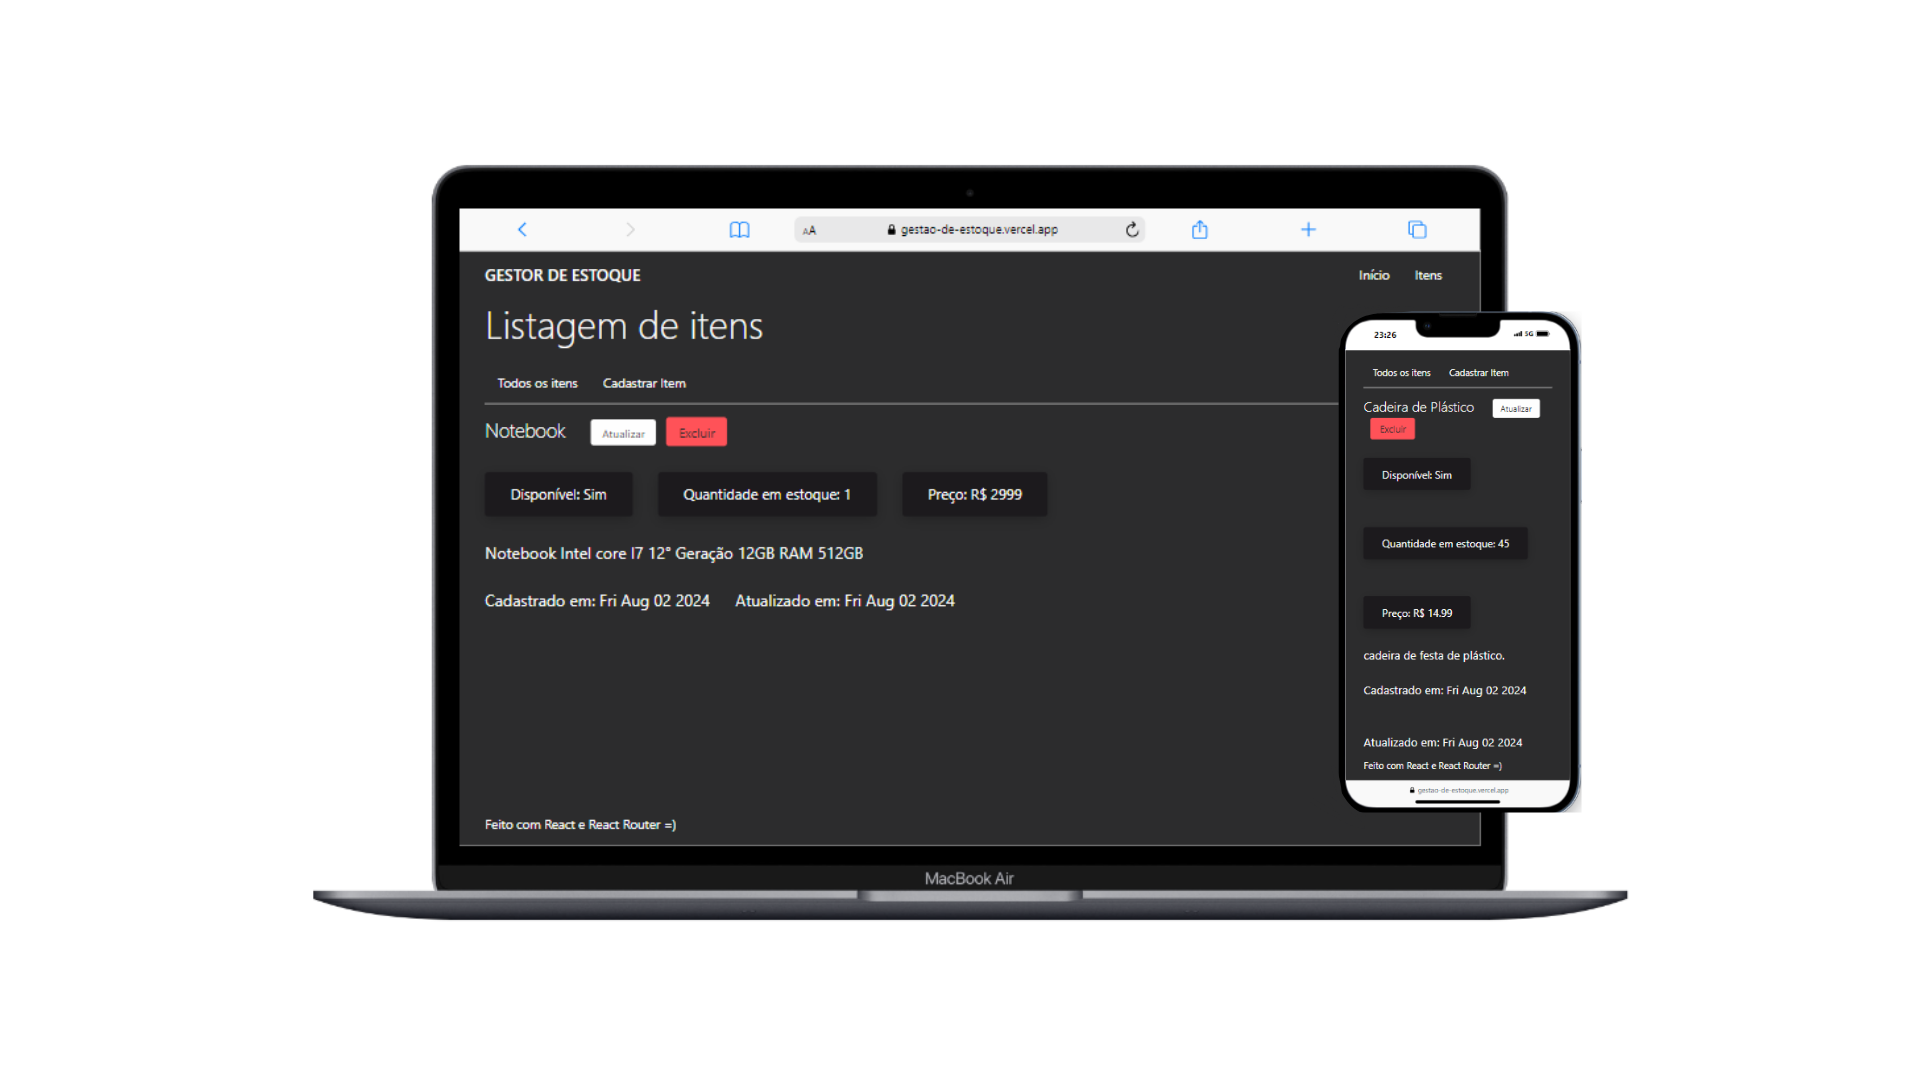 AA gestao-de-estoque.vercel.app
GESTOR DE ESTOQUE
Início Itens
Listagem de itens
Todos os itens Cadastrar Item
Notebook Atualizar Excluir
Disponível: Sim Quantidade em estoque: 1 Preço: R$ 2999
Notebook Intel core I7 12° Geração 12GB RAM 512GB
Cadastrado em: Fri Aug 02 2024 Atualizado em: Fri Aug 02 2024
Feito com React e React Router =)
MacBook Air
23:26 5G
Todos os itens Cadastrar Item
Cadeira de Plástico Atualizar
Excluir
Disponível: Sim
Quantidade em estoque: 45
Preço: R$ 14.99
cadeira de festa de plástico.
Cadastrado em: Fri Aug 02 2024
Atualizado em: Fri Aug 02 2024
Feito com React e React Router =)
gestao-de-estoque.vercel.app